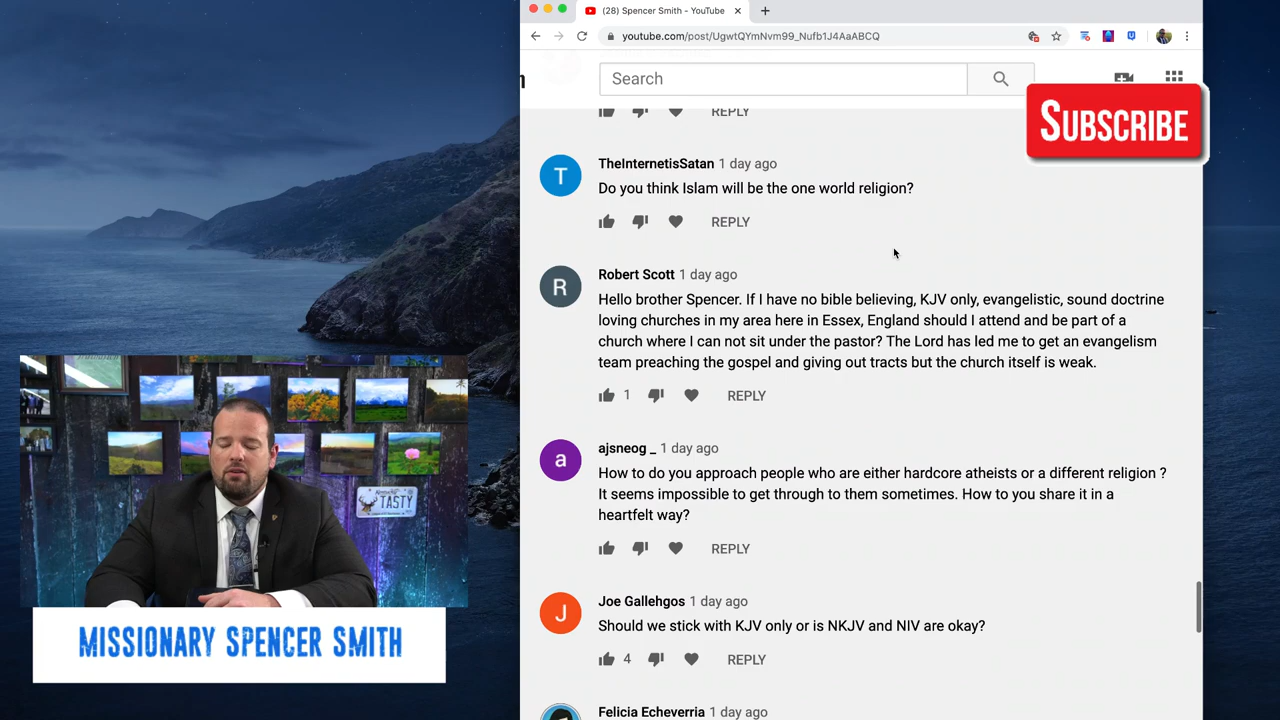 (28) Spencer Smith - YouTube
youtube.com/post/UgwtQYmNvm99_Nufb1J4AaABCQ
Search
SUBSCRIBE
REPLY
T
TheInternetisSatan 1 day ago
Do you think Islam will be the one world religion?
REPLY
R
Robert Scott 1 day ago
Hello brother Spencer. If I have no bible believing, KJV only, evangelistic, sound doctrine
loving churches in my area here in Essex, England should I attend and be part of a
church where I can not sit under the pastor? The Lord has led me to get an evangelism
team preaching the gospel and giving out tracts but the church itself is weak.
1 REPLY
a
ajsneog _ 1 day ago
How to do you approach people who are either hardcore atheists or a different religion ?
It seems impossible to get through to them sometimes. How to you share it in a
heartfelt way?
REPLY
J
Joe Gallehgos 1 day ago
Should we stick with KJV only or is NKJV and NIV are okay?
4 REPLY
Felicia Echeverria 1 day ago
TASTY
MISSIONARY SPENCER SMITH